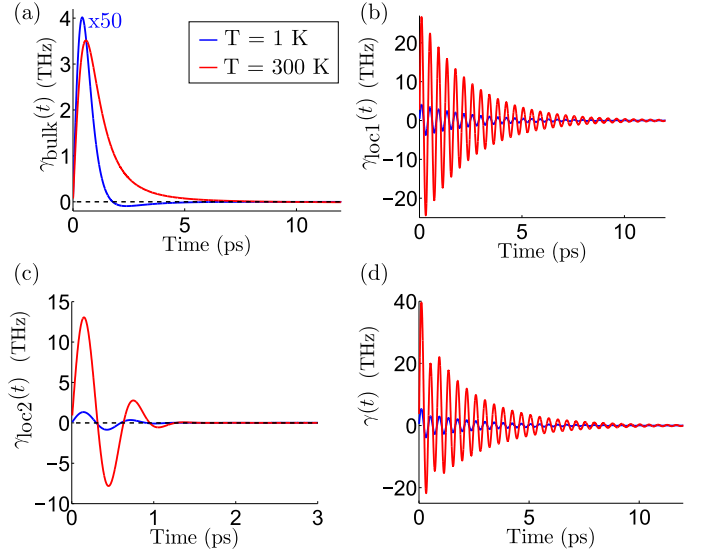 (a)
x50
T = 1 K
T = 300 K
γbulk(t) (THz)
4
3
2
1
0
0
5
10
Time (ps)
(b)
γloc1(t) (THz)
20
10
0
−10
−20
0
5
10
Time (ps)
(c)
γloc2(t) (THz)
15
10
5
0
−5
−10
0
1
2
3
Time (ps)
(d)
γ(t) (THz)
40
20
0
−20
0
5
10
Time (ps)